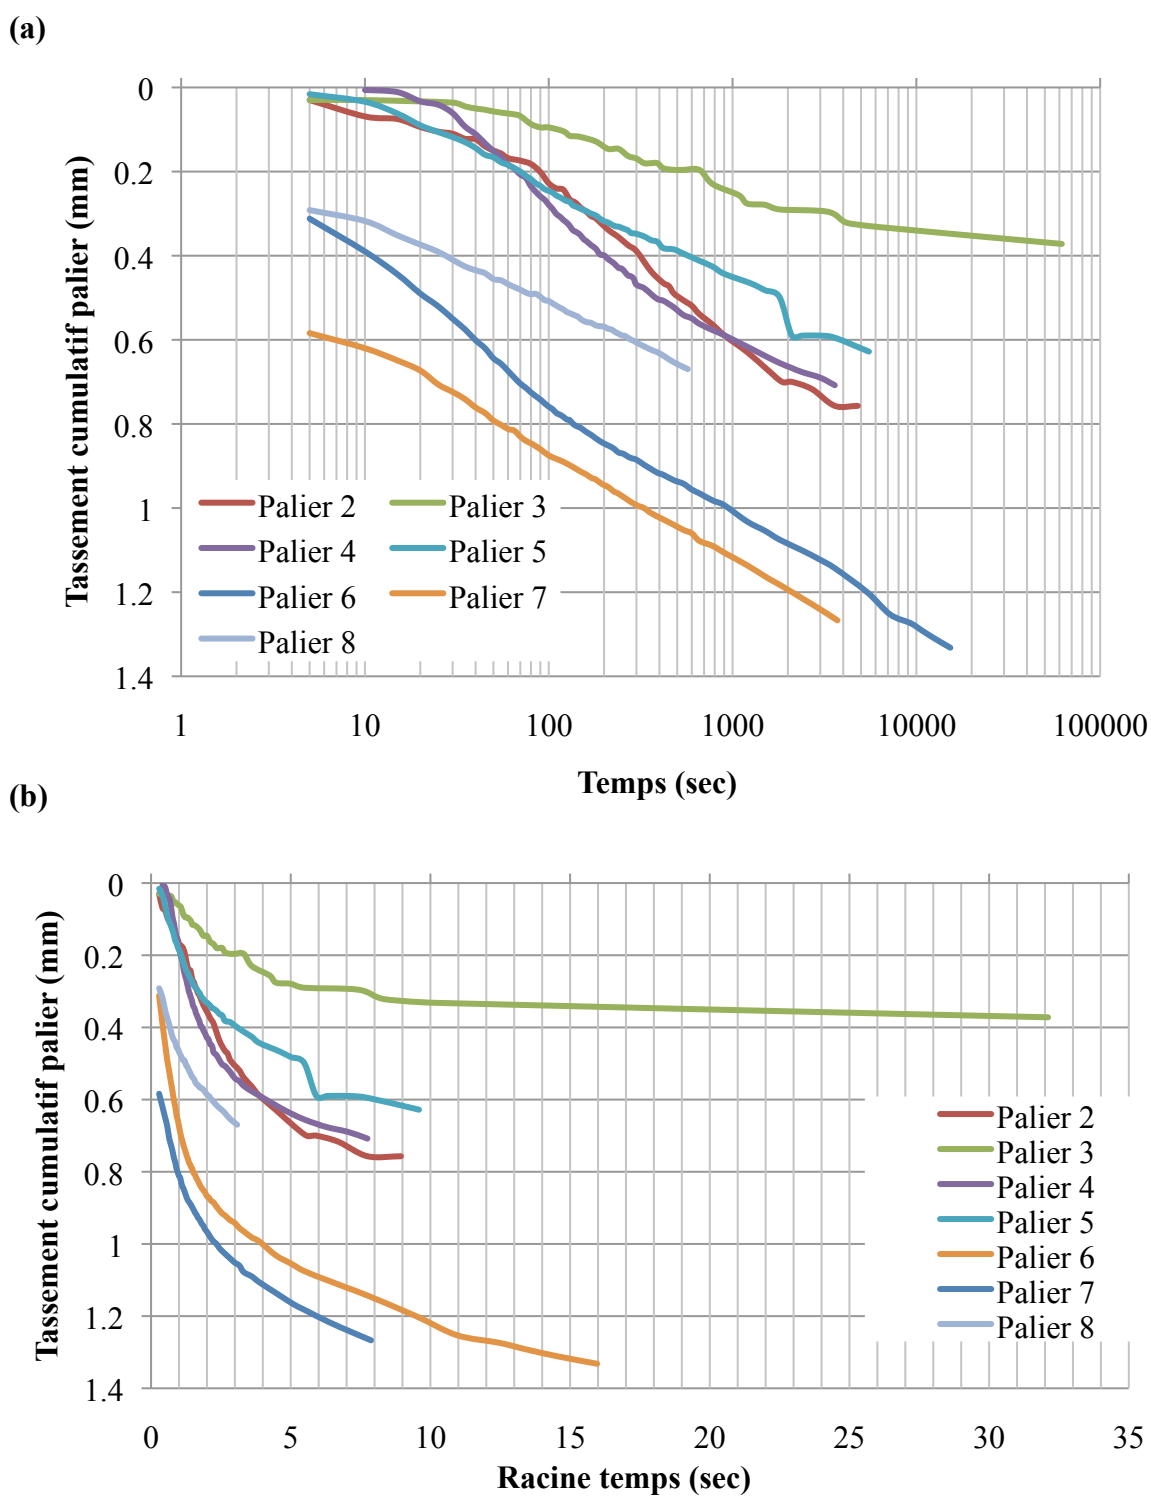 (a)
0
0.2
0.4
0.6
0.8
1
1.2
1.4
Tassement cumulatif palier (mm)
Palier 2 Palier 3
Palier 4 Palier 5
Palier 6 Palier 7
Palier 8
1 10 100 1000 10000 100000
Temps (sec)
(b)
0
0.2
0.4
0.6
0.8
1
1.2
1.4
Tassement cumulatif palier (mm)
Palier 2
Palier 3
Palier 4
Palier 5
Palier 6
Palier 7
Palier 8
0 5 10 15 20 25 30 35
Racine temps (sec)